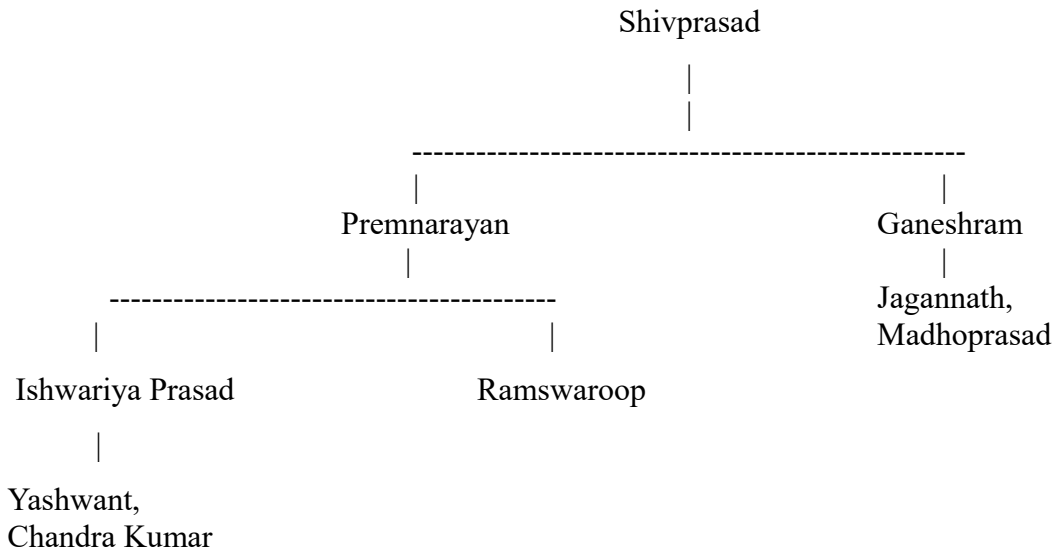 Shivprasad
|
|
----------------------------------------------------
| |
Premnarayan Ganeshram
| |
------------------------------------------ Jagannath,
| | Madhoprasad
Ishwariya Prasad Ramswaroop
|
Yashwant,
Chandra Kumar